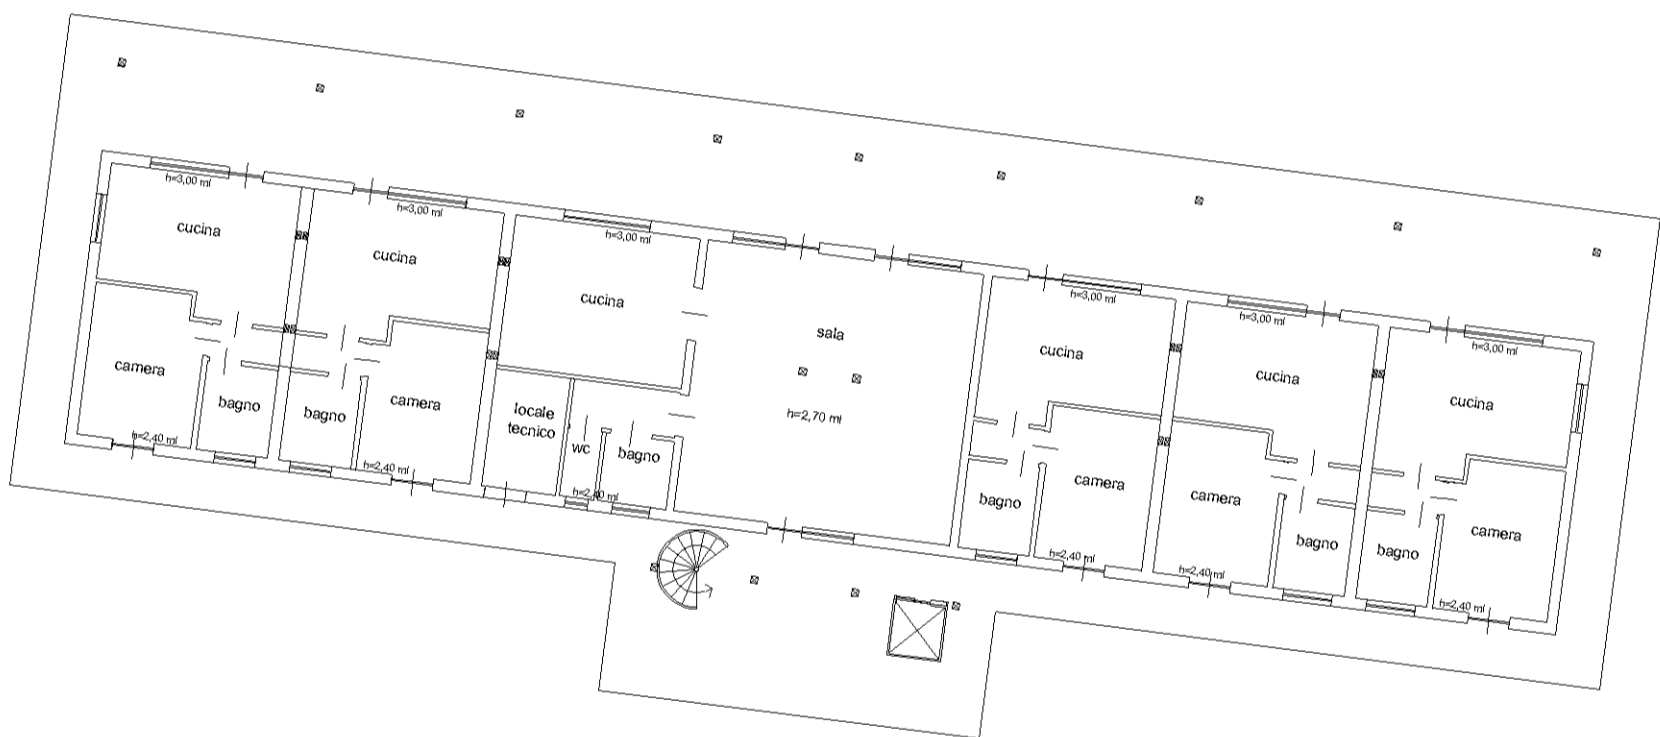 h=3,00 ml
cucina
h=3,00 ml
cucina
h=3,00 ml
cucina
sala
h=2,70 ml
h=3,00 ml
cucina
h=3,00 ml
cucina
h=3,00 ml
cucina
camera
bagno
h=2,40 ml
bagno
camera
h=2,40 ml
locale
tecnico
wc
bagno
h=2,40 ml
bagno
camera
h=2,40 ml
camera
bagno
h=2,40 ml
bagno
camera
h=2,40 ml